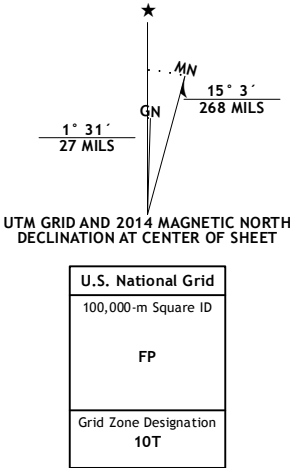 ★
MN
GN
15° 3´
268 MILS
1° 31´
27 MILS
UTM GRID AND 2014 MAGNETIC NORTH
DECLINATION AT CENTER OF SHEET
U.S. National Grid
100,000-m Square ID
FP
Grid Zone Designation
10T